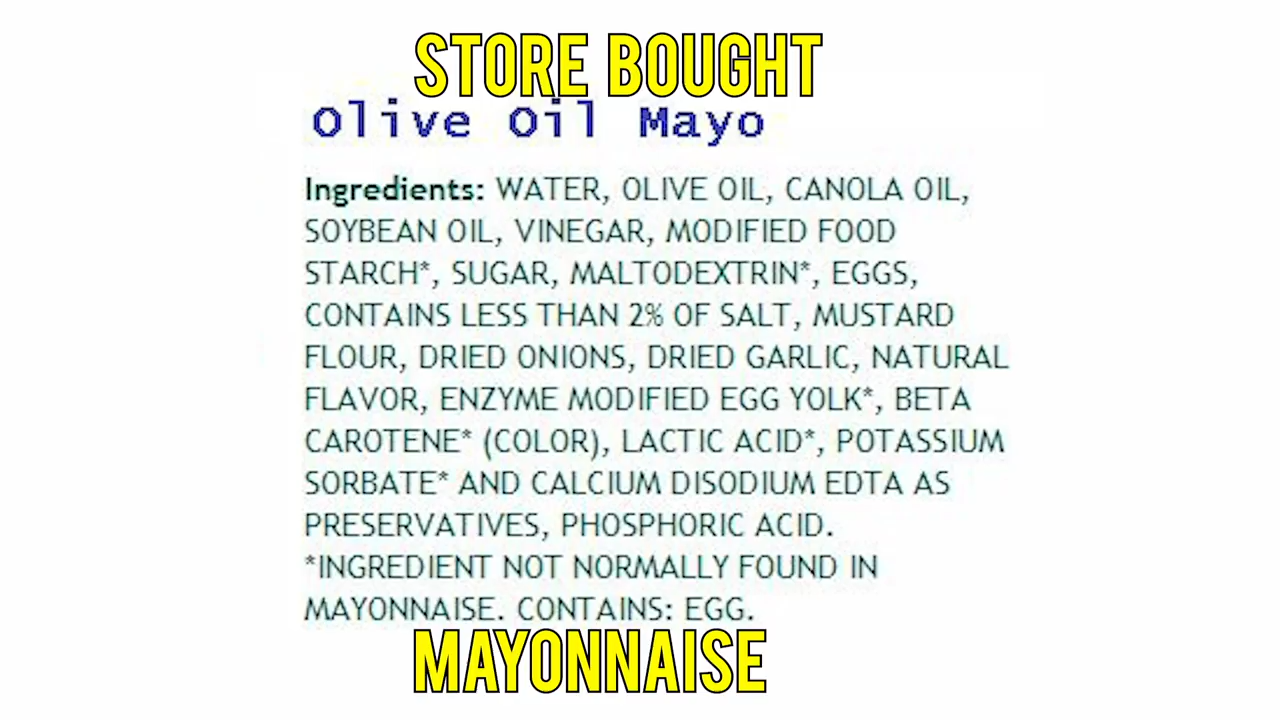 STORE BOUGHT
Olive Oil Mayo
Ingredients: WATER, OLIVE OIL, CANOLA OIL,
SOYBEAN OIL, VINEGAR, MODIFIED FOOD
STARCH*, SUGAR, MALTODEXTRIN*, EGGS,
CONTAINS LESS THAN 2% OF SALT, MUSTARD
FLOUR, DRIED ONIONS, DRIED GARLIC, NATURAL
FLAVOR, ENZYME MODIFIED EGG YOLK*, BETA
CAROTENE* (COLOR), LACTIC ACID*, POTASSIUM
SORBATE* AND CALCIUM DISODIUM EDTA AS
PRESERVATIVES, PHOSPHORIC ACID.
*INGREDIENT NOT NORMALLY FOUND IN
MAYONNAISE. CONTAINS: EGG.
MAYONNAISE